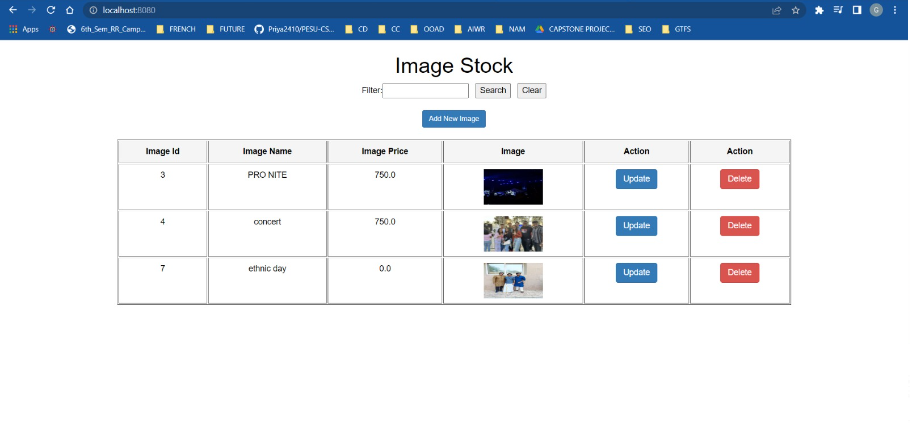 localhost:8080
G
Apps 6th_Sem_RR_Camp... FRENCH FUTURE Priya2410/PESU-CS... CD CC OOAD AIWR NAM CAPSTONE PROJEC... SEO GTFS
Image Stock
Filter: Search Clear
Add New Image
Image Id Image Name Image Price Image Action Action
3 PRO NITE 750.0 Update Delete
4 concert 750.0 Update Delete
7 ethnic day 0.0 Update Delete